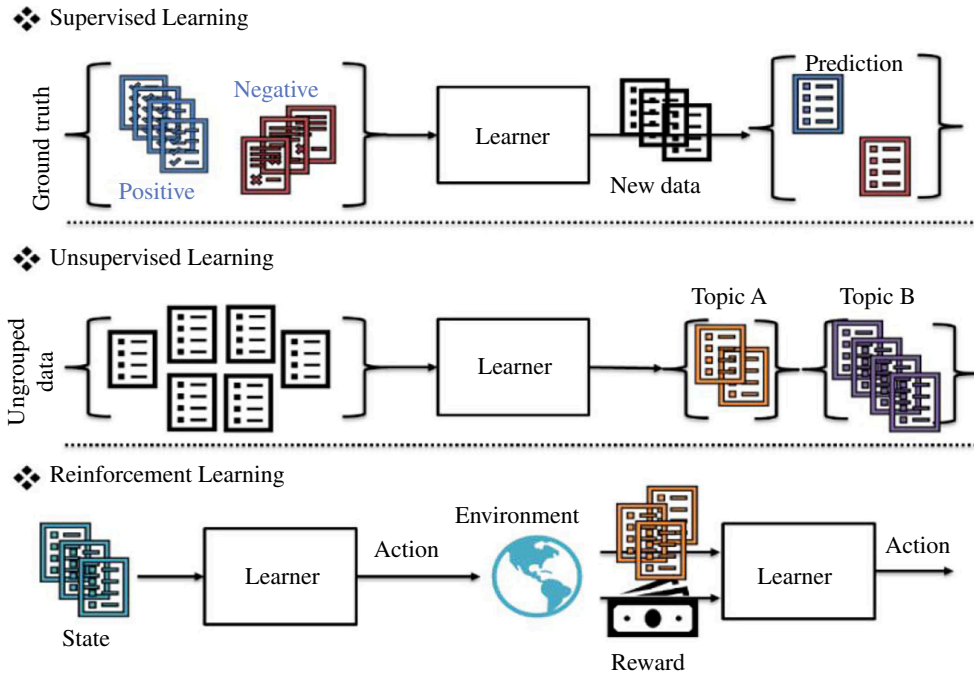 ❖ Supervised Learning
Ground truth
Positive
Negative
Learner
New data
Prediction
❖ Unsupervised Learning
Ungrouped
data
Learner
Topic A
Topic B
❖ Reinforcement Learning
State
Learner
Action
Environment
Reward
Learner
Action